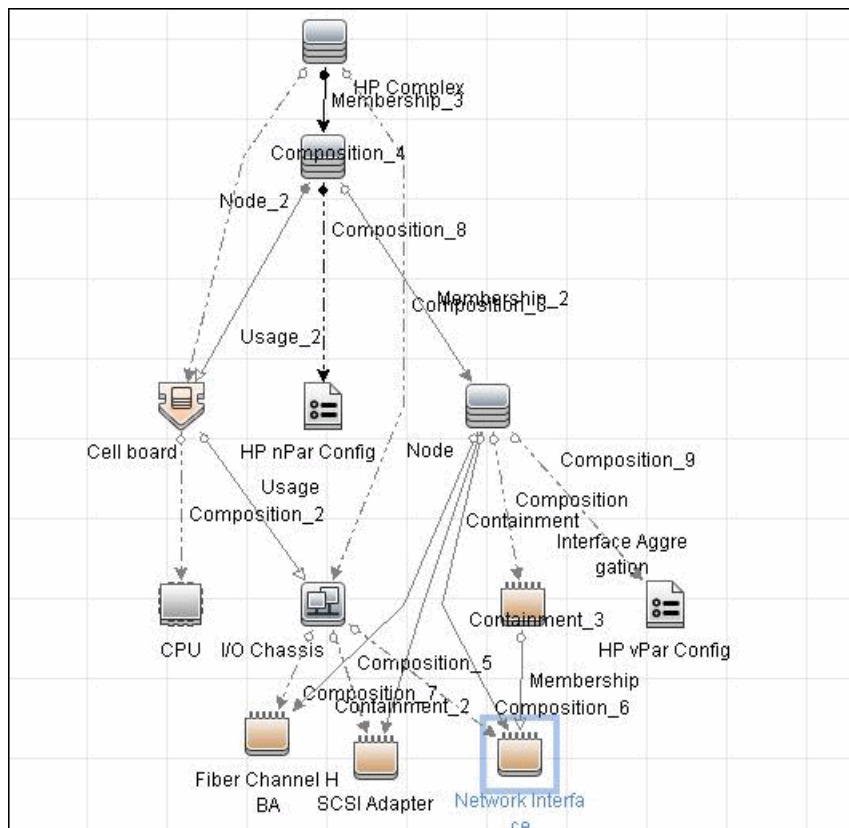 HP Complex
Membership_3
Composition_4
Node_2
Composition_8
Membership_2
Composition_3
Usage_2
Cell board
HP nPar Config
Node
Composition_9
Usage
Composition
Composition_2
Containment
Interface Aggre
gation
Containment_3
CPU
I/O Chassis
HP vPar Config
Composition_5
Membership
Composition_7
Containment_2
Composition_6
Fiber Channel H
BA
SCSI Adapter
Network Interfa
ce